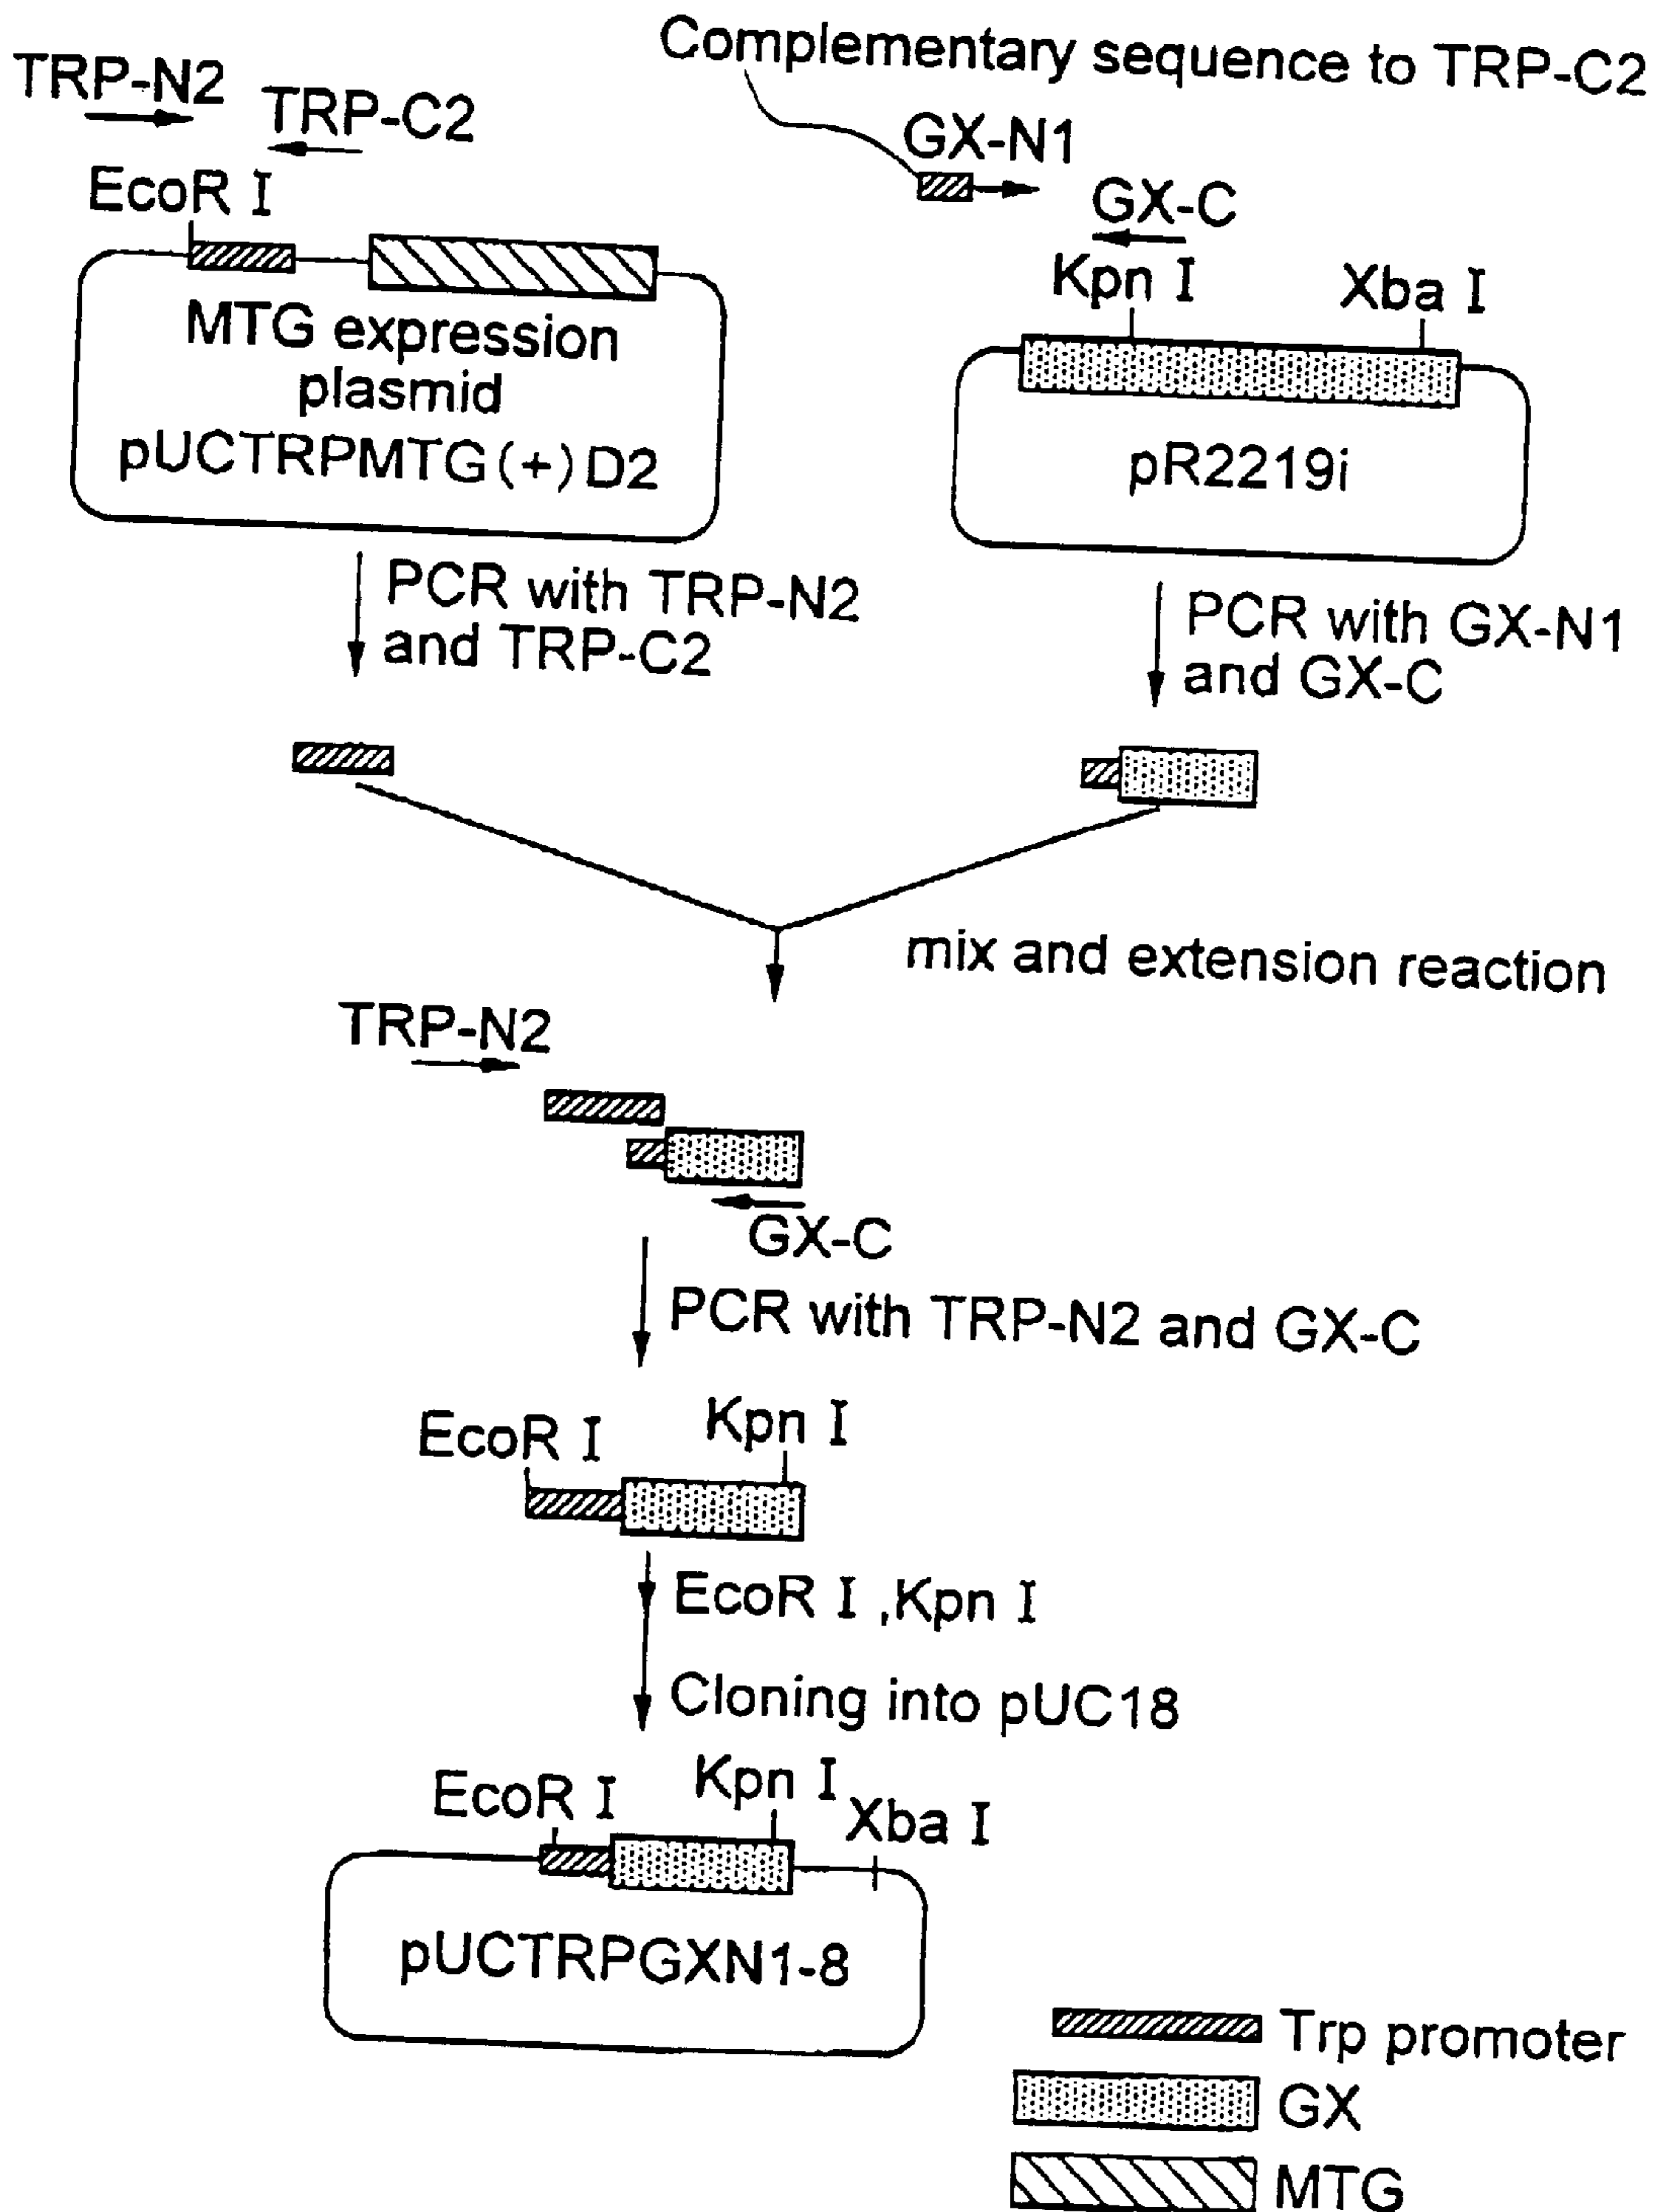 Complementary sequence to TRP-C2
TRP-N2
TRP-C2
GX-N1
GX-C
EcoR I
Kpn I
Xba I
MTG expression
plasmid
pUCTRPMTG(+)D2
pR2219i
PCR with TRP-N2
and TRP-C2
PCR with GX-N1
and GX-C
mix and extension reaction
TRP-N2
GX-C
PCR with TRP-N2 and GX-C
EcoR I
Kpn I
EcoR I ,Kpn I
Cloning into pUC18
EcoR I
Kpn I
Xba I
pUCTRPGXN1-8
Trp promoter
GX
MTG